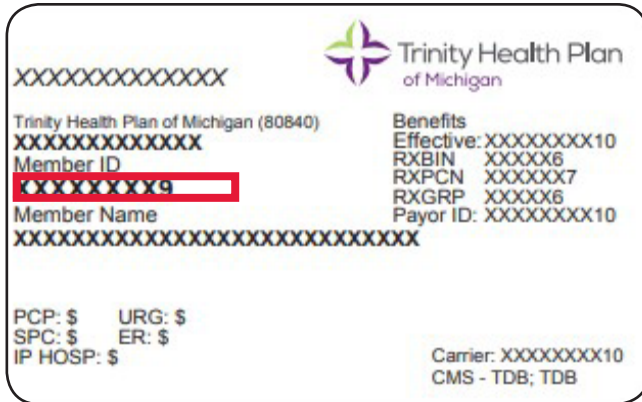 Trinity Health Plan
of Michigan
XXXXXXXXXXXXX
Trinity Health Plan of Michigan (80840)
XXXXXXXXXXXXX
Member ID
XXXXXXXX9
Member Name
XXXXXXXXXXXXXXXXXXXXXXXXXXXX
Benefits
Effective: XXXXXXXX10
RXBIN XXXXX6
RXPCN XXXXXX7
RXGRP XXXXX6
Payor ID: XXXXXXXX10
PCP: $ URG: $
SPC: $ ER: $
IP HOSP: $
Carrier: XXXXXXXX10
CMS - TDB; TDB